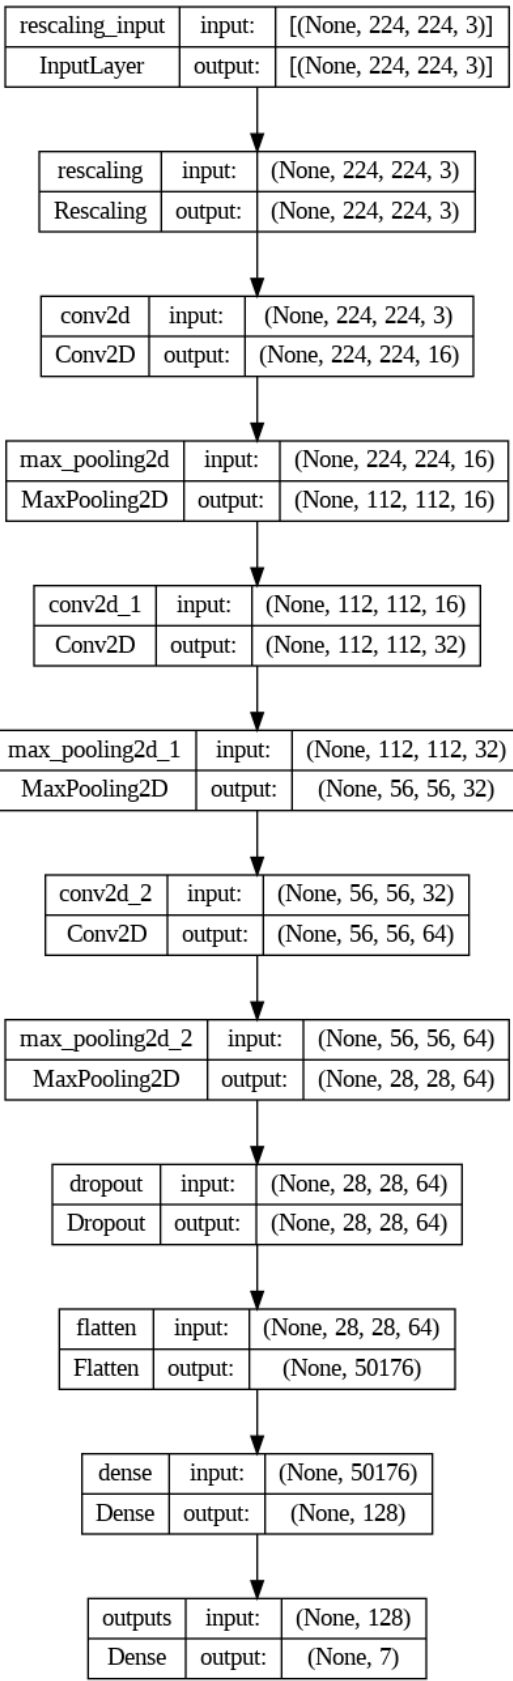 rescaling_input input: [(None, 224, 224, 3)]
InputLayer output: [(None, 224, 224, 3)]
rescaling input: (None, 224, 224, 3)
Rescaling output: (None, 224, 224, 3)
conv2d input: (None, 224, 224, 3)
Conv2D output: (None, 224, 224, 16)
max_pooling2d input: (None, 224, 224, 16)
MaxPooling2D output: (None, 112, 112, 16)
conv2d_1 input: (None, 112, 112, 16)
Conv2D output: (None, 112, 112, 32)
max_pooling2d_1 input: (None, 112, 112, 32)
MaxPooling2D output: (None, 56, 56, 32)
conv2d_2 input: (None, 56, 56, 32)
Conv2D output: (None, 56, 56, 64)
max_pooling2d_2 input: (None, 56, 56, 64)
MaxPooling2D output: (None, 28, 28, 64)
dropout input: (None, 28, 28, 64)
Dropout output: (None, 28, 28, 64)
flatten input: (None, 28, 28, 64)
Flatten output: (None, 50176)
dense input: (None, 50176)
Dense output: (None, 128)
outputs input: (None, 128)
Dense output: (None, 7)